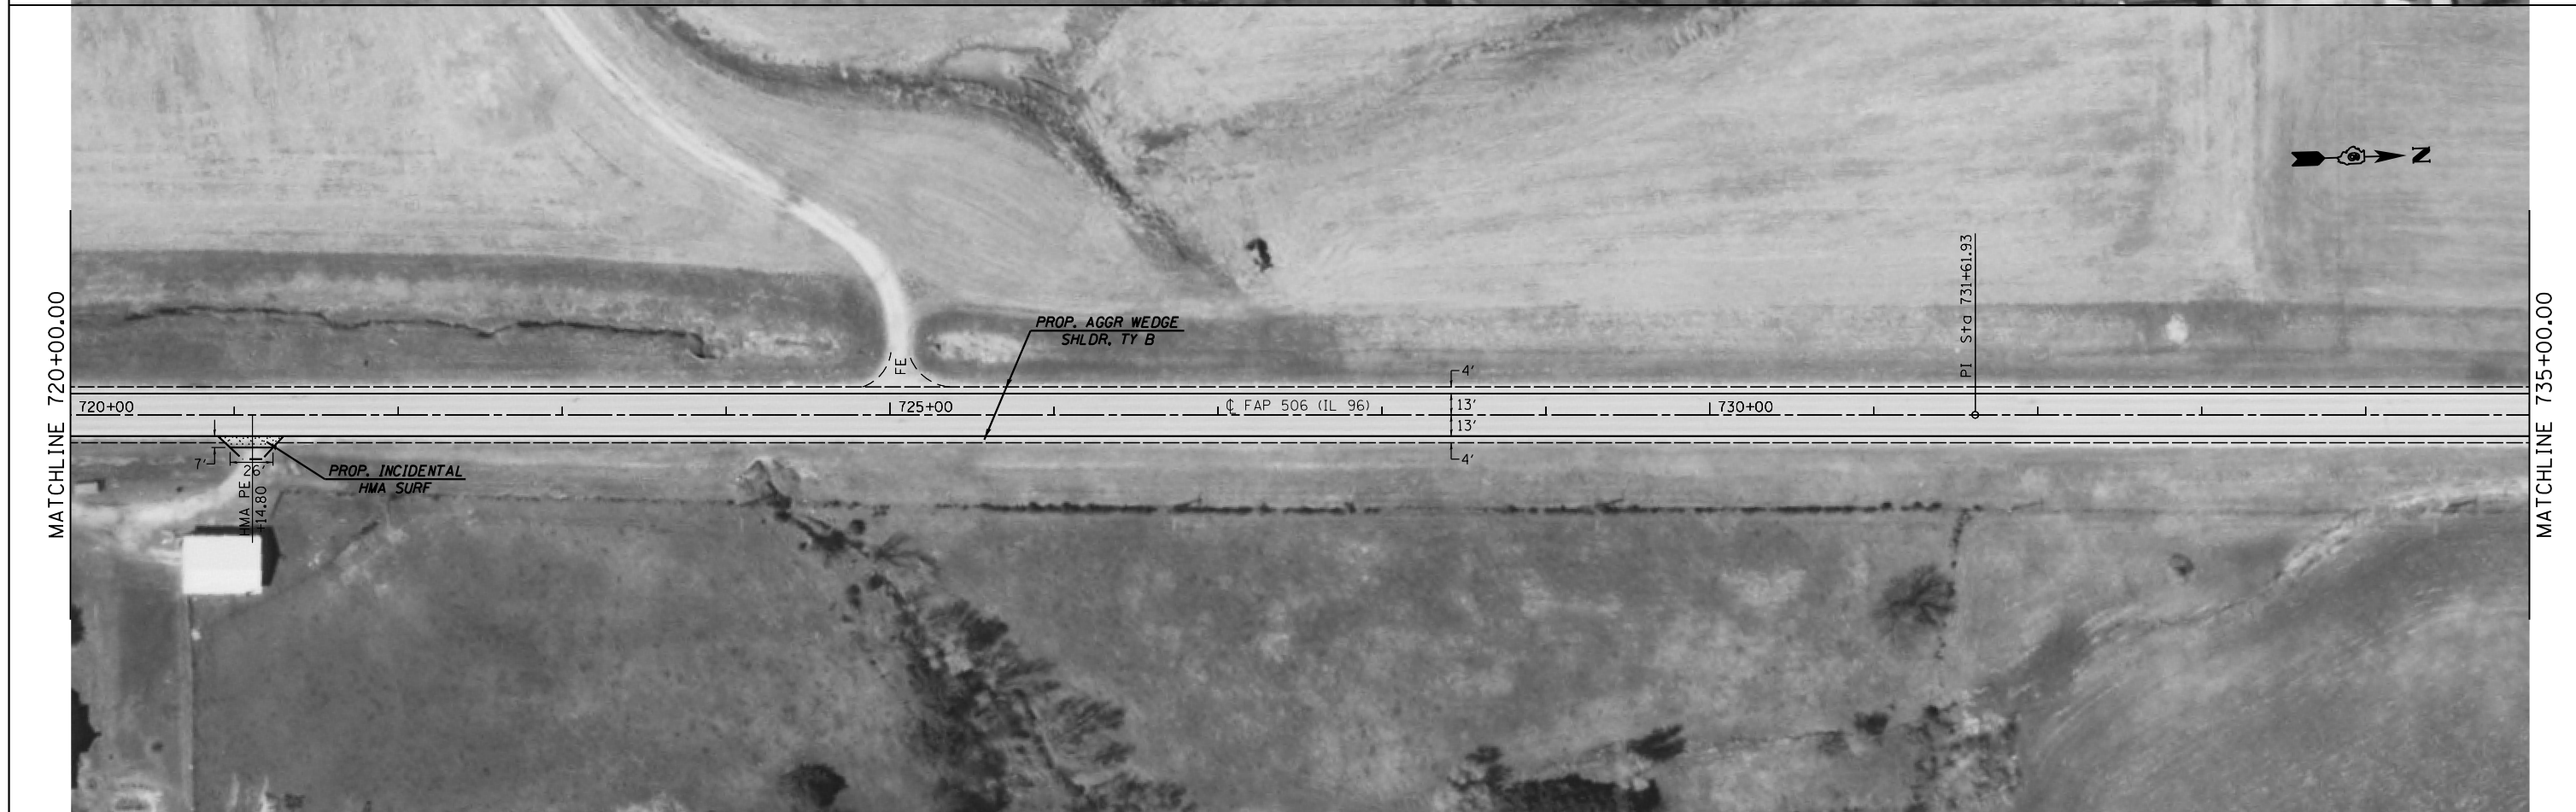 N
PI Sta 731+61.93
MATCHLINE 720+00.00
MATCHLINE 735+00.00
PROP. AGGR WEDGE
SHLDR, TY B
FE
4'
720+00
725+00
℄ FAP 506 (IL 96)
13'
730+00
13'
7'
26'
4'
PROP. INCIDENTAL
HMA SURF
HMA PE
+14.80